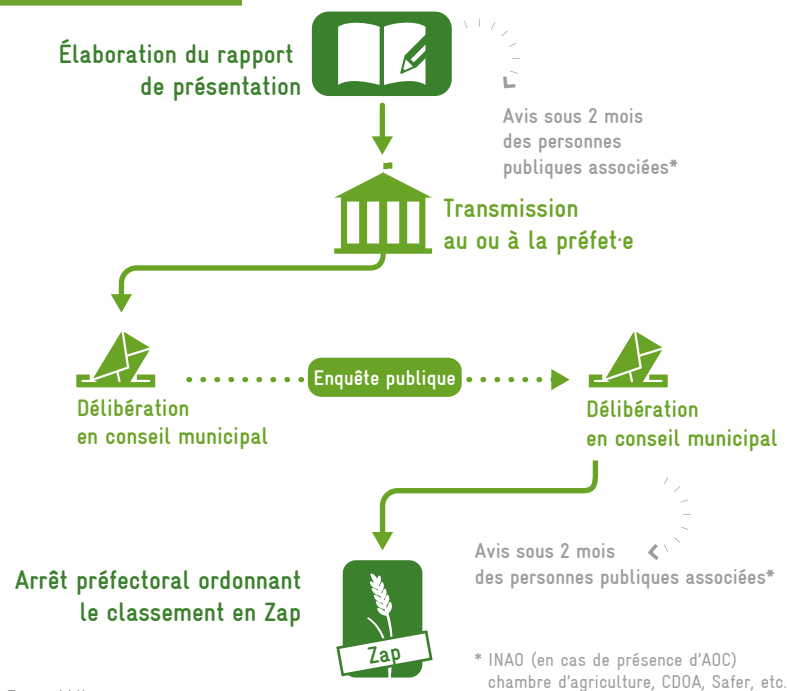 Élaboration du rapport
de présentation
Avis sous 2 mois
des personnes
publiques associées*
Transmission
au ou à la préfet·e
Délibération
en conseil municipal
Enquête publique
Délibération
en conseil municipal
Avis sous 2 mois
des personnes publiques associées*
Arrêt préfectoral ordonnant
le classement en Zap
Zap
* INAO (en cas de présence d'AOC)
chambre d'agriculture, CDOA, Safer, etc.